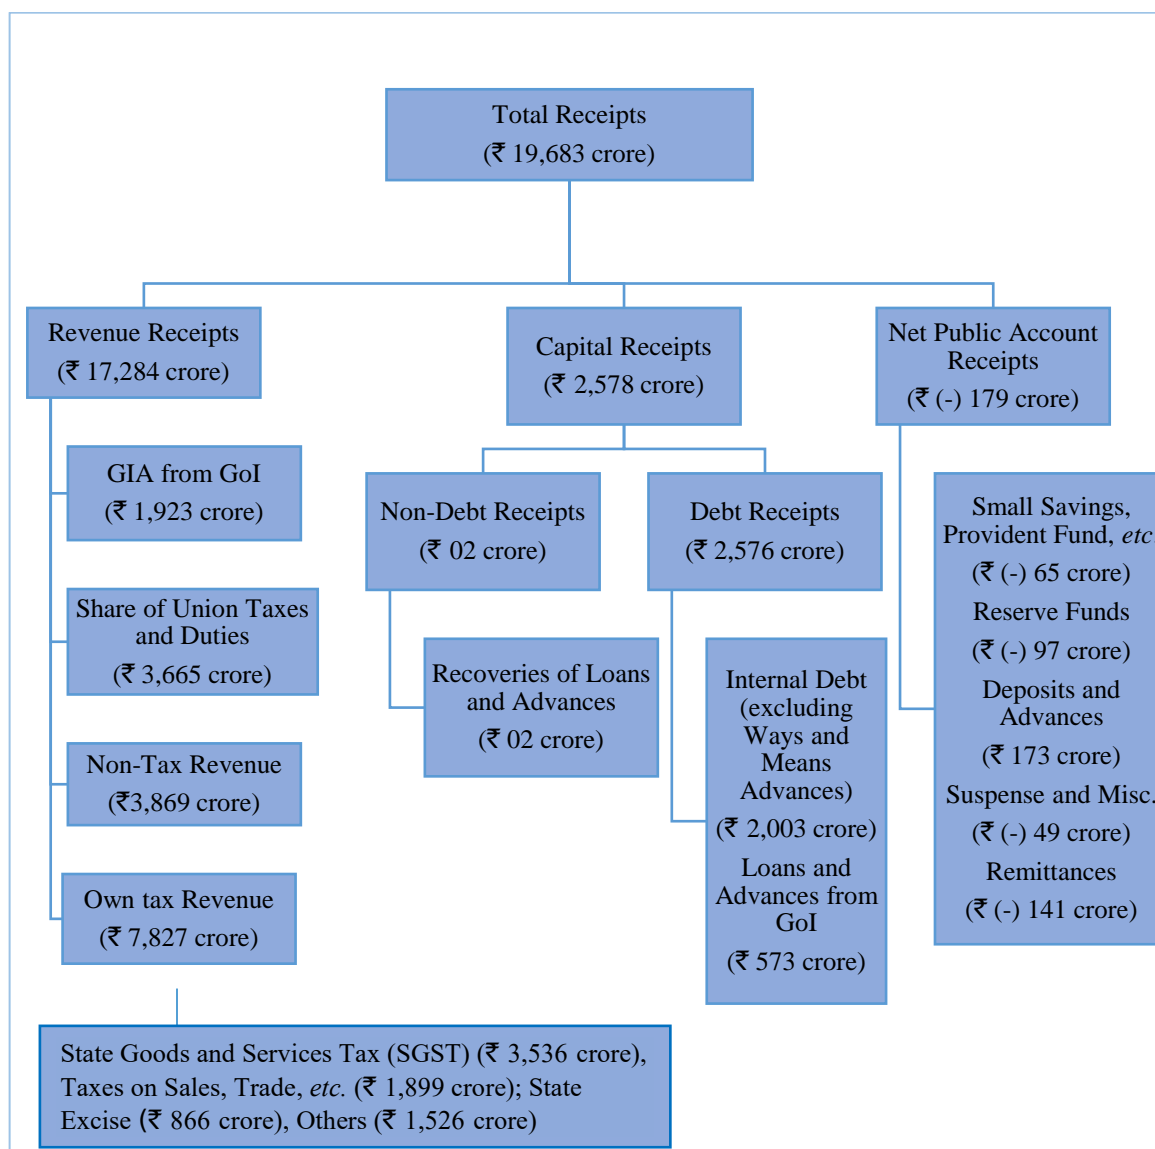 Total Receipts
(₹ 19,683 crore)
Revenue Receipts
(₹ 17,284 crore)
GIA from GoI
(₹ 1,923 crore)
Share of Union Taxes
and Duties
(₹ 3,665 crore)
Non-Tax Revenue
(₹3,869 crore)
Own tax Revenue
(₹ 7,827 crore)
State Goods and Services Tax (SGST) (₹ 3,536 crore),
Taxes on Sales, Trade, etc. (₹ 1,899 crore); State
Excise (₹ 866 crore), Others (₹ 1,526 crore)
Capital Receipts
(₹ 2,578 crore)
Non-Debt Receipts
(₹ 02 crore)
Recoveries of Loans
and Advances
(₹ 02 crore)
Debt Receipts
(₹ 2,576 crore)
Internal Debt
(excluding
Ways and
Means
Advances)
(₹ 2,003 crore)
Loans and
Advances from
GoI
(₹ 573 crore)
Net Public Account
Receipts
(₹ (-) 179 crore)
Small Savings,
Provident Fund, etc.
(₹ (-) 65 crore)
Reserve Funds
(₹ (-) 97 crore)
Deposits and
Advances
(₹ 173 crore)
Suspense and Misc.
(₹ (-) 49 crore)
Remittances
(₹ (-) 141 crore)